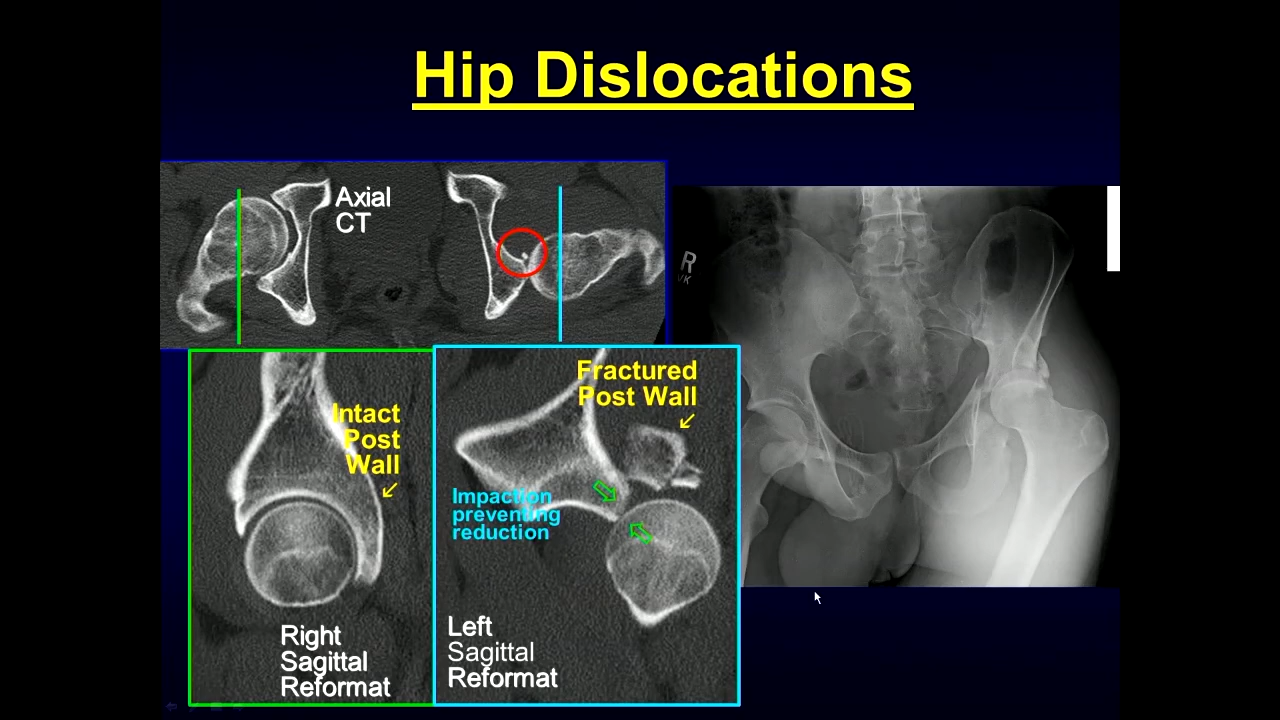 Hip Dislocations
Axial
CT
R
VK
Intact
Post
Wall
↙
Fractured
Post Wall
↙
Impaction
preventing
reduction
Right
Sagittal
Reformat
Left
Sagittal
Reformat